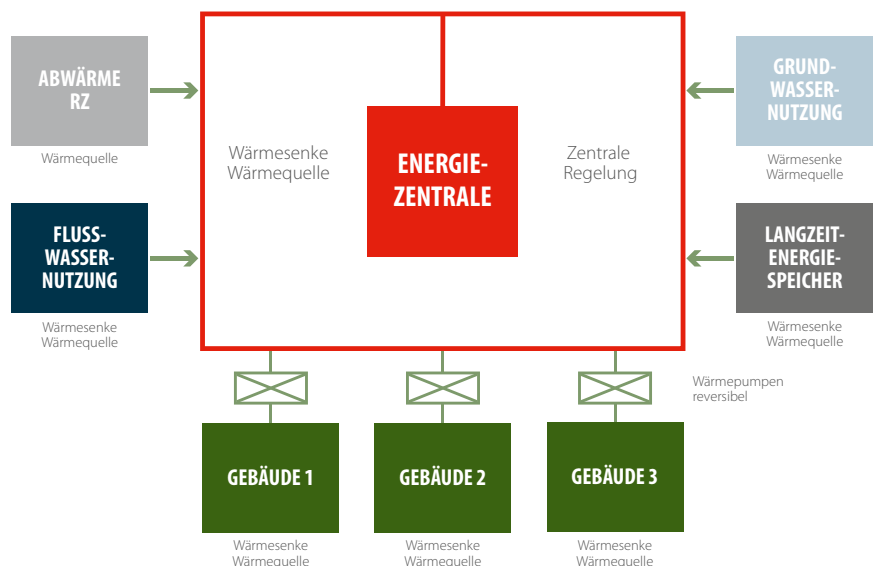 ABWÄRME
RZ
Wärmequelle
FLUSS-
WASSER-
NUTZUNG
Wärmesenke
Wärmequelle
Wärmesenke
Wärmequelle
ENERGIE-
ZENTRALE
Zentrale
Regelung
GRUND-
WASSER-
NUTZUNG
Wärmesenke
Wärmequelle
LANGZEIT-
ENERGIE-
SPEICHER
Wärmesenke
Wärmequelle
Wärmepumpen
reversibel
GEBÄUDE 1
Wärmesenke
Wärmequelle
GEBÄUDE 2
Wärmesenke
Wärmequelle
GEBÄUDE 3
Wärmesenke
Wärmequelle